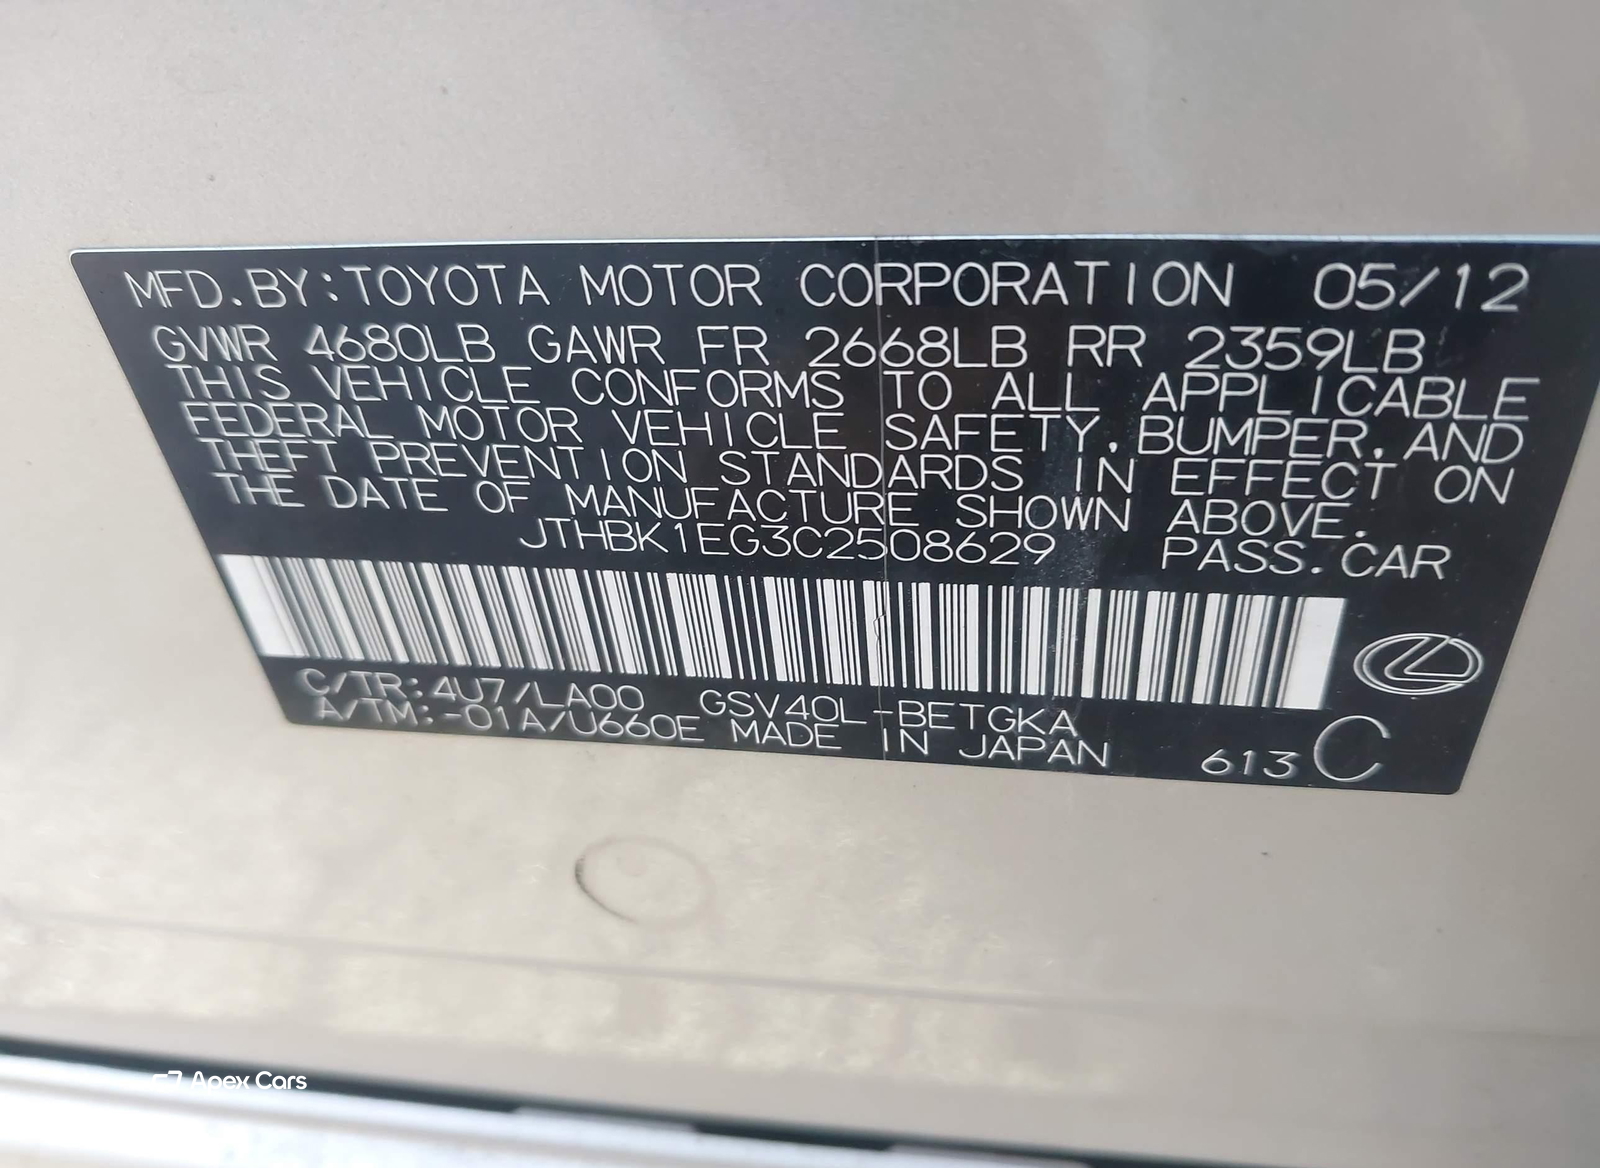 MFD.BY:TOYOTA MOTOR CORPORATION 05/12
GVWR 4680LB GAWR FR 2668LB RR 2359LB
THIS VEHICLE CONFORMS TO ALL APPLICABLE
FEDERAL MOTOR VEHICLE SAFETY,BUMPER,AND
THEFT PREVENTION STANDARDS IN EFFECT ON
THE DATE OF MANUFACTURE SHOWN ABOVE.
JTHBK1EG3C2508629 PASS.CAR
C/TR:4U7/LA00 GSV40L-BETGKA
A/TM:-01A/U660E MADE IN JAPAN 613 C
Apex Cars